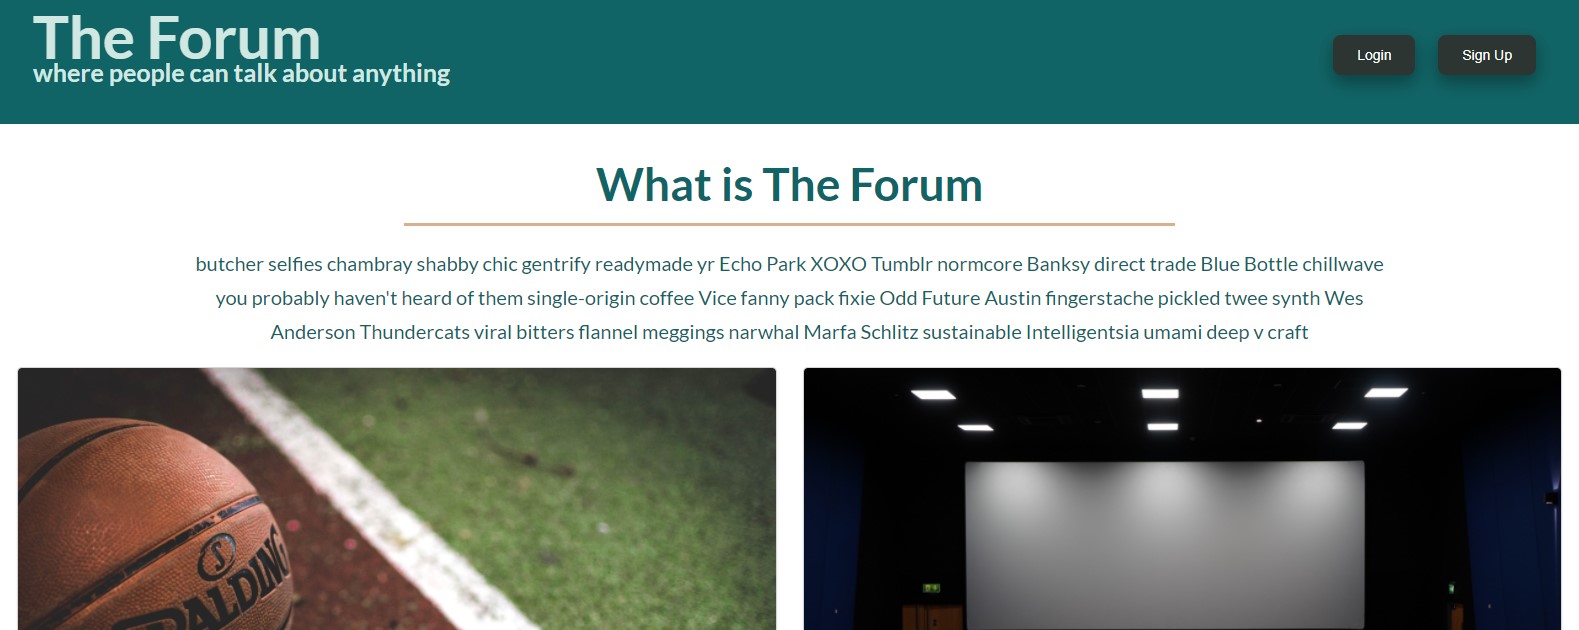 The Forum
where people can talk about anything
Login
Sign Up
What is The Forum
butcher selfies chambray shabby chic gentrify readymade yr Echo Park XOXO Tumblr normcore Banksy direct trade Blue Bottle chillwave
you probably haven't heard of them single-origin coffee Vice fanny pack fixie Odd Future Austin fingerstache pickled twee synth Wes
Anderson Thundercats viral bitters flannel meggings narwhal Marfa Schlitz sustainable Intelligentsia umami deep v craft
S
SPALDING